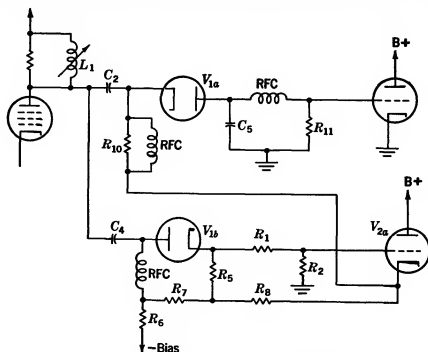 L1
C2
V1a
RFC
B+
R10
RFC
C5
R11
B+
C4
V1b
V2a
R1
RFC
R5
R2
R7
R8
R6
−Bias